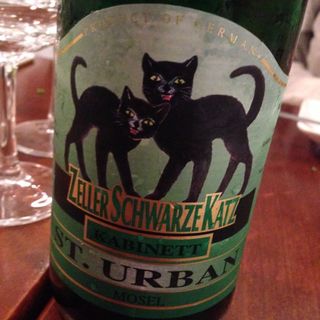 PRODUCT OF GERMANY
ZELLER SCHWARZE KATZ
KABINETT
ST. URBAN
MOSEL